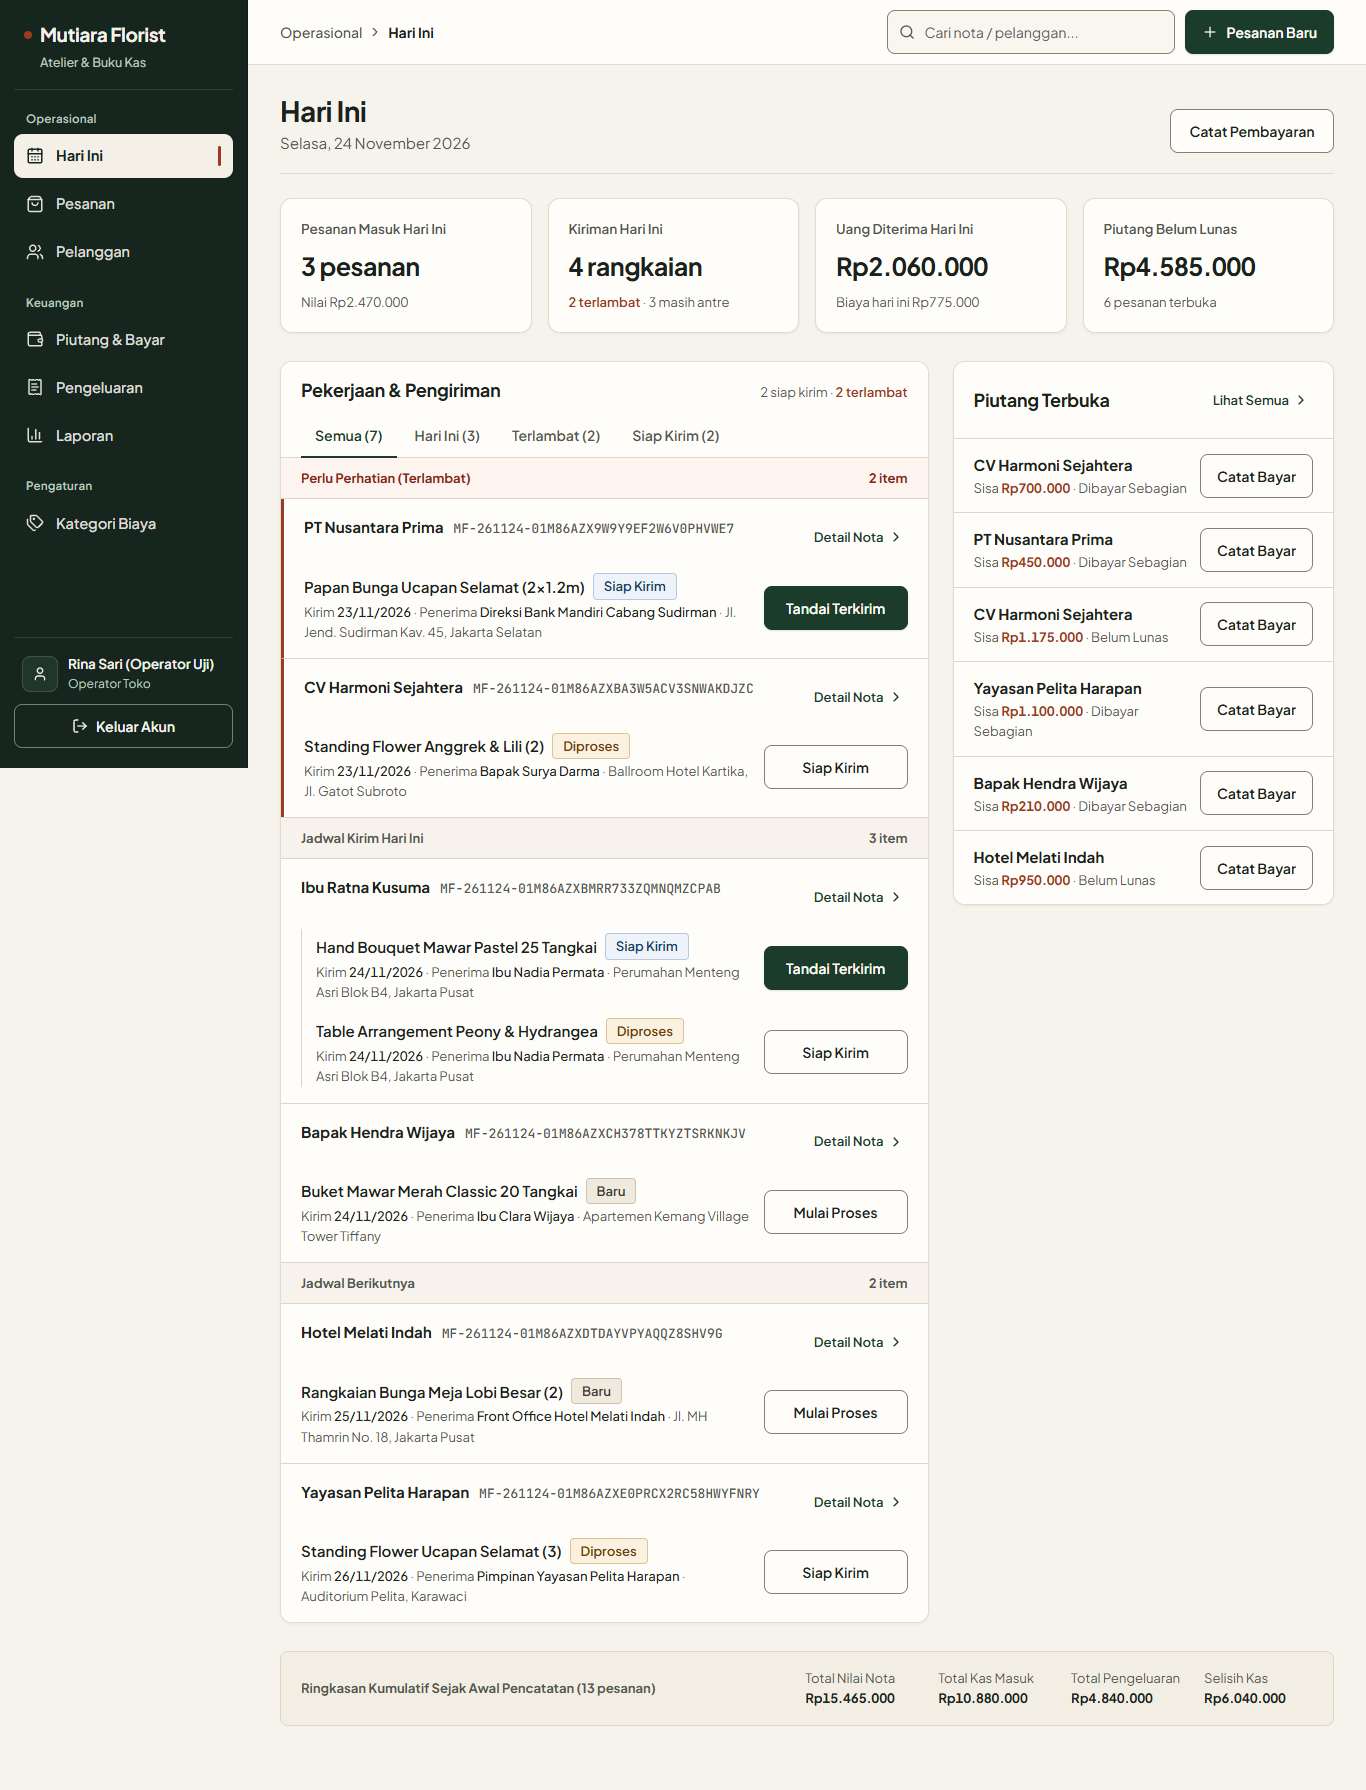 Mutiara Florist
Atelier & Buku Kas
Operasional
Hari Ini
Pesanan
Pelanggan
Keuangan
Piutang & Bayar
Pengeluaran
Laporan
Pengaturan
Kategori Biaya
Rina Sari (Operator Uji)
Operator Toko
Keluar Akun
Operasional > Hari Ini
Cari nota / pelanggan...
+ Pesanan Baru
Hari Ini
Selasa, 24 November 2026
Catat Pembayaran
Pesanan Masuk Hari Ini
3 pesanan
Nilai Rp2.470.000
Kiriman Hari Ini
4 rangkaian
2 terlambat · 3 masih antre
Uang Diterima Hari Ini
Rp2.060.000
Biaya hari ini Rp775.000
Piutang Belum Lunas
Rp4.585.000
6 pesanan terbuka
Pekerjaan & Pengiriman
2 siap kirim · 2 terlambat
Semua (7) Hari Ini (3) Terlambat (2) Siap Kirim (2)
Perlu Perhatian (Terlambat) 2 item
PT Nusantara Prima MF-261124-01M86AZX9W9Y9EF2W6V0PHVWE7
Detail Nota >
Papan Bunga Ucapan Selamat (2×1.2m) Siap Kirim
Kirim 23/11/2026 · Penerima Direksi Bank Mandiri Cabang Sudirman · Jl.
Jend. Sudirman Kav. 45, Jakarta Selatan
Tandai Terkirim
CV Harmoni Sejahtera MF-261124-01M86AZXBA3W5ACV3SNWAKDJZC
Detail Nota >
Standing Flower Anggrek & Lili (2) Diproses
Kirim 23/11/2026 · Penerima Bapak Surya Darma · Ballroom Hotel Kartika,
Jl. Gatot Subroto
Siap Kirim
Jadwal Kirim Hari Ini 3 item
Ibu Ratna Kusuma MF-261124-01M86AZXBMRR733ZQMNQMZCPAB
Detail Nota >
Hand Bouquet Mawar Pastel 25 Tangkai Siap Kirim
Kirim 24/11/2026 · Penerima Ibu Nadia Permata · Perumahan Menteng
Asri Blok B4, Jakarta Pusat
Tandai Terkirim
Table Arrangement Peony & Hydrangea Diproses
Kirim 24/11/2026 · Penerima Ibu Nadia Permata · Perumahan Menteng
Asri Blok B4, Jakarta Pusat
Siap Kirim
Bapak Hendra Wijaya MF-261124-01M86AZXCH378TTKYZTSRKNKJV
Detail Nota >
Buket Mawar Merah Classic 20 Tangkai Baru
Kirim 24/11/2026 · Penerima Ibu Clara Wijaya · Apartemen Kemang Village
Tower Tiffany
Mulai Proses
Jadwal Berikutnya 2 item
Hotel Melati Indah MF-261124-01M86AZXDTDAYVPYAQQZ8SHV9G
Detail Nota >
Rangkaian Bunga Meja Lobi Besar (2) Baru
Kirim 25/11/2026 · Penerima Front Office Hotel Melati Indah · Jl. MH
Thamrin No. 18, Jakarta Pusat
Mulai Proses
Yayasan Pelita Harapan MF-261124-01M86AZXE0PRCX2RC58HWYFNRY
Detail Nota >
Standing Flower Ucapan Selamat (3) Diproses
Kirim 26/11/2026 · Penerima Pimpinan Yayasan Pelita Harapan ·
Auditorium Pelita, Karawaci
Siap Kirim
Piutang Terbuka
Lihat Semua >
CV Harmoni Sejahtera
Sisa Rp700.000 · Dibayar Sebagian
Catat Bayar
PT Nusantara Prima
Sisa Rp450.000 · Dibayar Sebagian
Catat Bayar
CV Harmoni Sejahtera
Sisa Rp1.175.000 · Belum Lunas
Catat Bayar
Yayasan Pelita Harapan
Sisa Rp1.100.000 · Dibayar
Sebagian
Catat Bayar
Bapak Hendra Wijaya
Sisa Rp210.000 · Dibayar Sebagian
Catat Bayar
Hotel Melati Indah
Sisa Rp950.000 · Belum Lunas
Catat Bayar
Ringkasan Kumulatif Sejak Awal Pencatatan (13 pesanan)
Total Nilai Nota
Rp15.465.000
Total Kas Masuk
Rp10.880.000
Total Pengeluaran
Rp4.840.000
Selisih Kas
Rp6.040.000